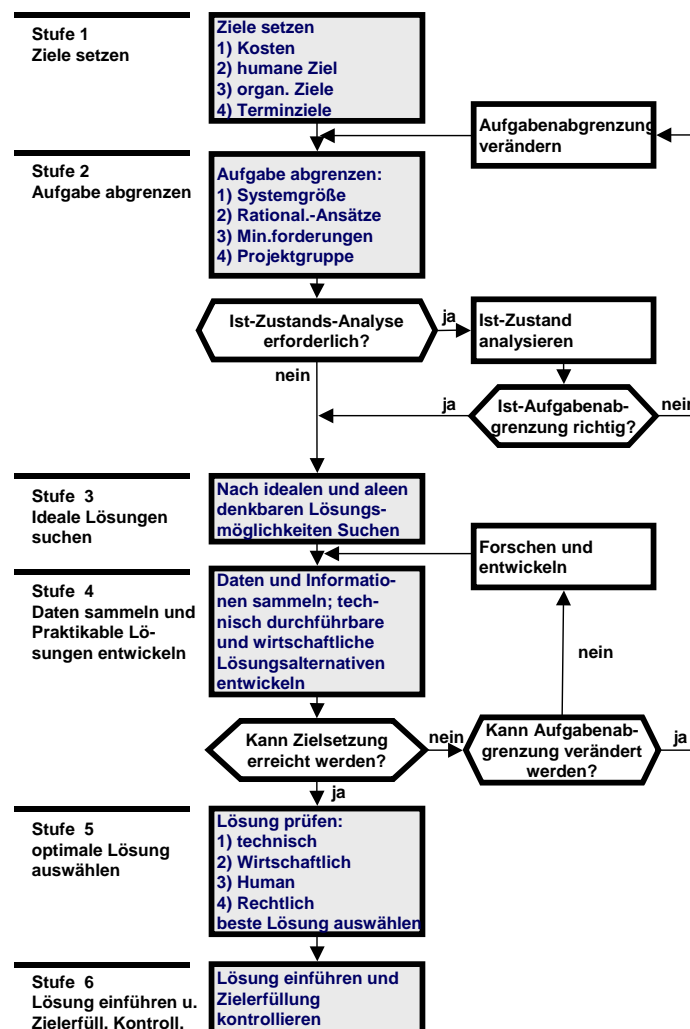 Stufe 1
Ziele setzen
Ziele setzen
1) Kosten
2) humane Ziel
3) organ. Ziele
4) Terminziele
Aufgabenabgrenzung
verändern
Stufe 2
Aufgabe abgrenzen
Aufgabe abgrenzen:
1) Systemgröße
2) Rational.-Ansätze
3) Min.forderungen
4) Projektgruppe
Ist-Zustands-Analyse
erforderlich?
ja
Ist-Zustand
analysieren
nein
ja
Ist-Aufgabenab-
grenzung richtig?
nein
Stufe 3
Ideale Lösungen
suchen
Nach idealen und aleen
denkbaren Lösungs-
möglichkeiten Suchen
Forschen und
entwickeln
Stufe 4
Daten sammeln und
Praktikable Lö-
sungen entwickeln
Daten und Informatio-
nen sammeln; tech-
nisch durchführbare
und wirtschaftliche
Lösungsalternativen
entwickeln
nein
Kann Zielsetzung
erreicht werden?
nein
Kann Aufgabenab-
grenzung verändert
werden?
ja
ja
Stufe 5
optimale Lösung
auswählen
Lösung prüfen:
1) technisch
2) Wirtschaftlich
3) Human
4) Rechtlich
beste Lösung auswählen
Stufe 6
Lösung einführen u.
Zielerfüll. Kontroll.
Lösung einführen und
Zielerfüllung
kontrollieren